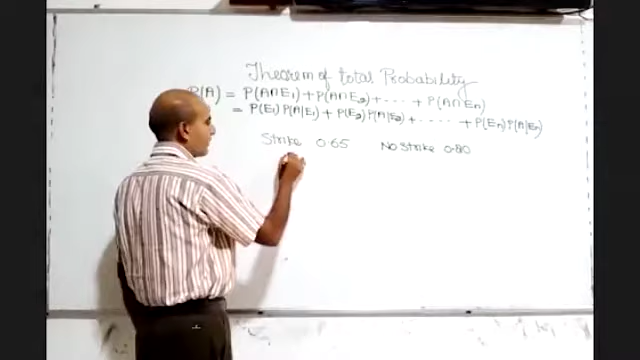 Theorem of total Probability
P(A) = P(A∩E₁) + P(A∩E₂) + ---- + P(A∩Eₙ)
= P(E₁) P(A|E₁) + P(E₂) P(A|E₂) + ----- + P(Eₙ) P(A|Eₙ)
Strike 0.65 No Strike 0.80